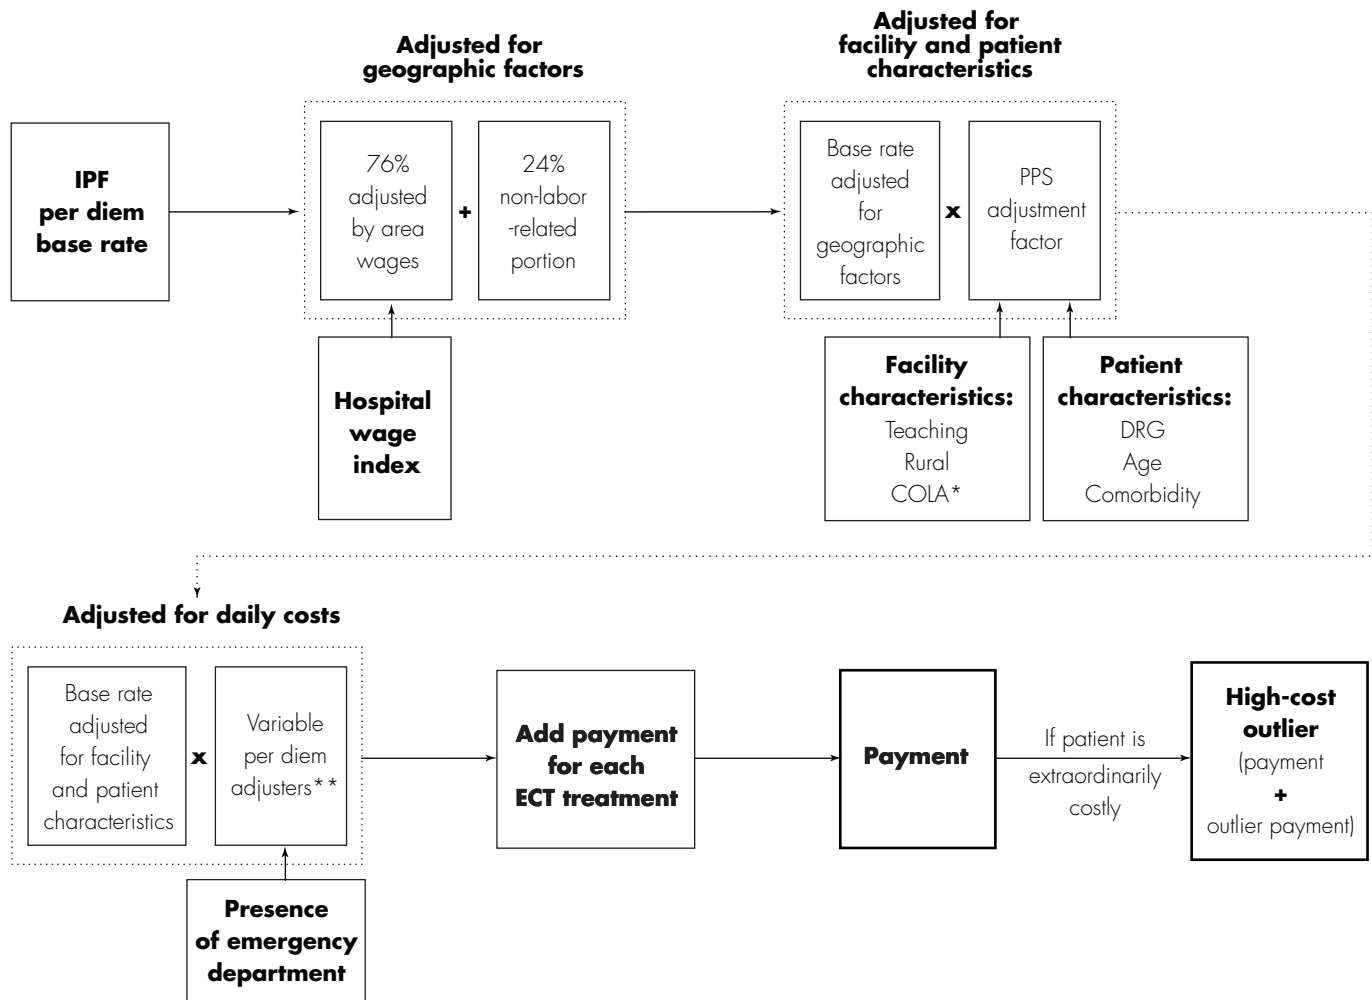 Adjusted for
geographic factors
Adjusted for
facility and patient
characteristics
IPF
per diem
base rate
76%
adjusted
by area
wages
+
24%
non-labor
-related
portion
Base rate
adjusted
for
geographic
factors
x
PPS
adjustment
factor
Hospital
wage
index
Facility
characteristics:
Teaching
Rural
COLA*
Patient
characteristics:
DRG
Age
Comorbidity
Adjusted for daily costs
Base rate
adjusted
for facility
and patient
characteristics
x
Variable
per diem
adjusters**
Presence
of emergency
department
Add payment
for each
ECT treatment
Payment
If patient is
extraordinarily
costly
High-cost
outlier
(payment
+
outlier payment)